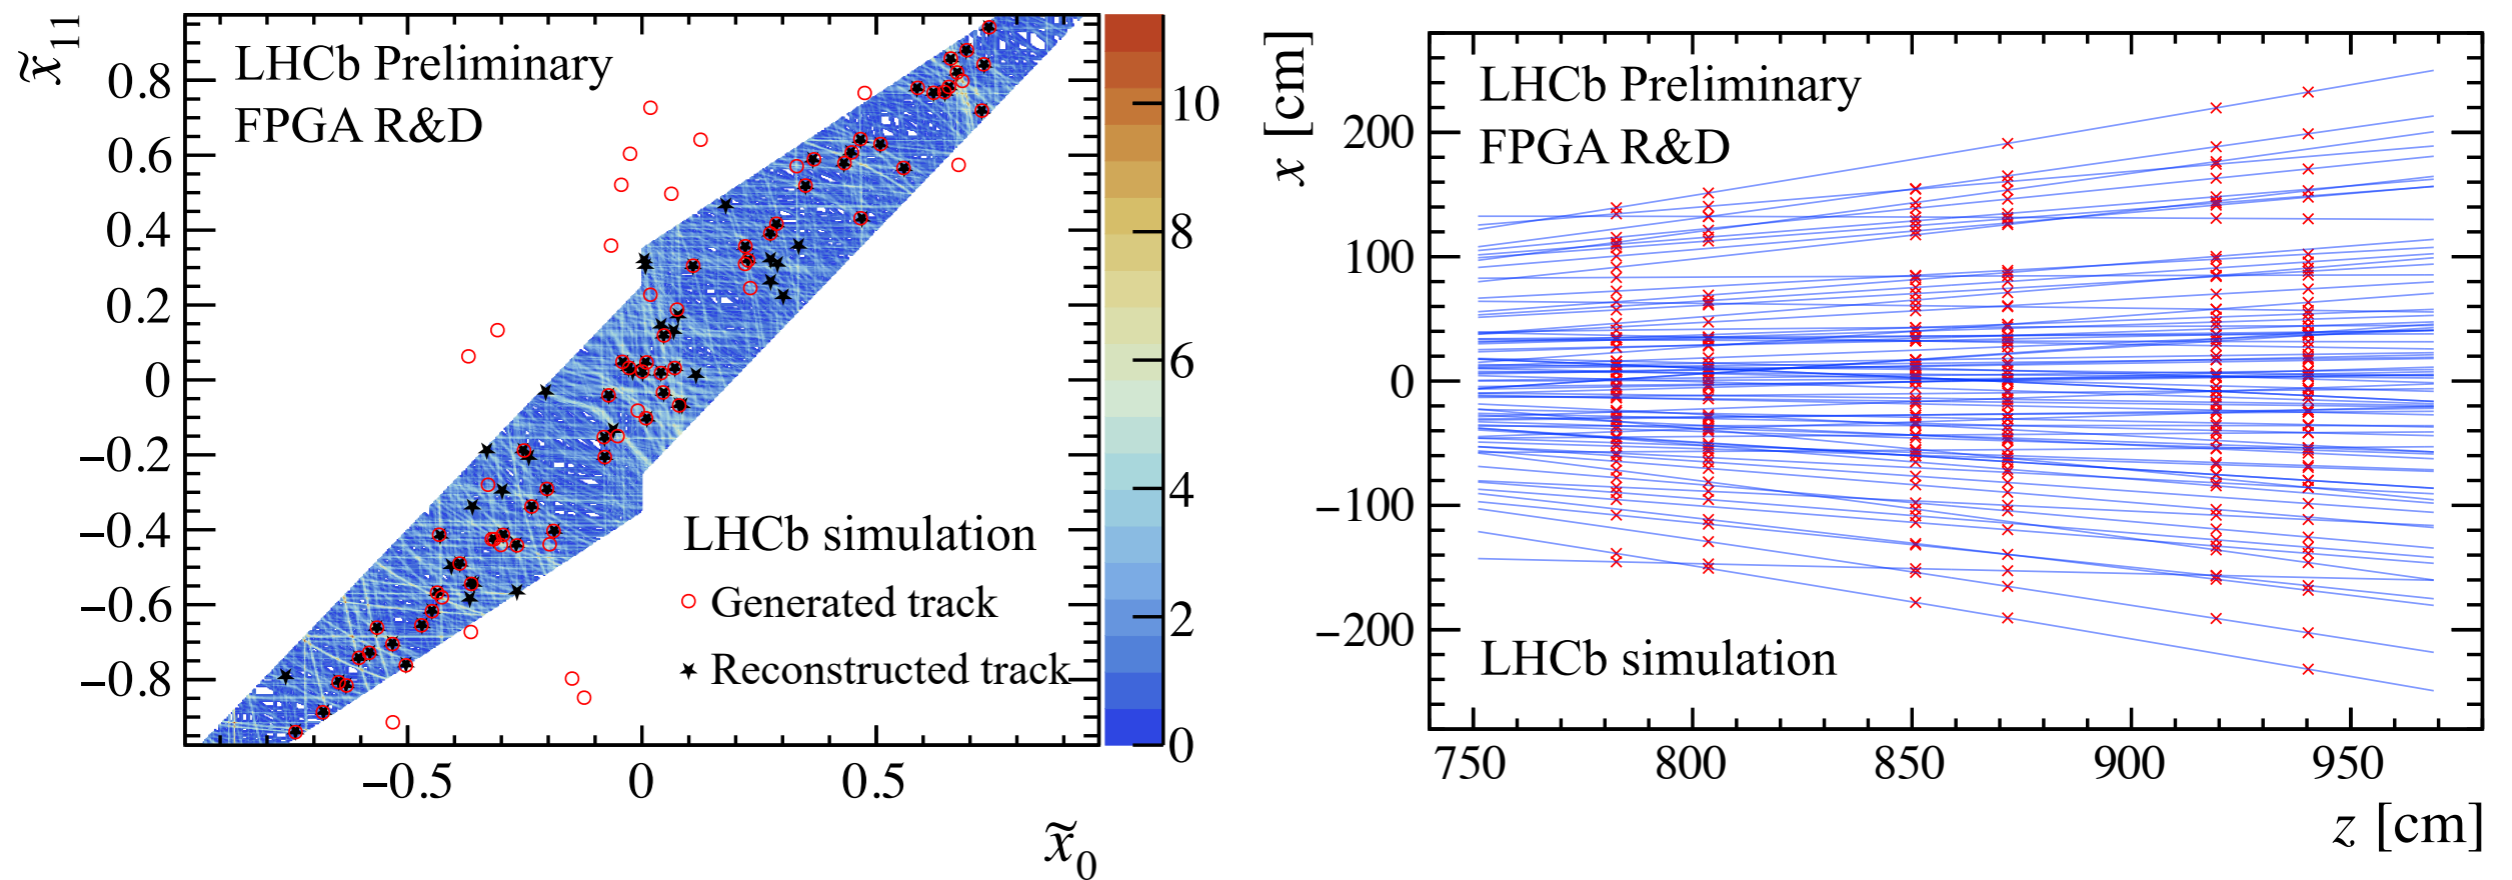 x̃11
LHCb Preliminary
FPGA R&D
0.8
0.6
0.4
0.2
0
−0.2
−0.4
−0.6
−0.8
LHCb simulation
Generated track
Reconstructed track
−0.5
0
0.5
x̃0
10
8
6
4
2
0
x [cm]
LHCb Preliminary
FPGA R&D
200
100
0
−100
−200
LHCb simulation
750
800
850
900
950
z [cm]